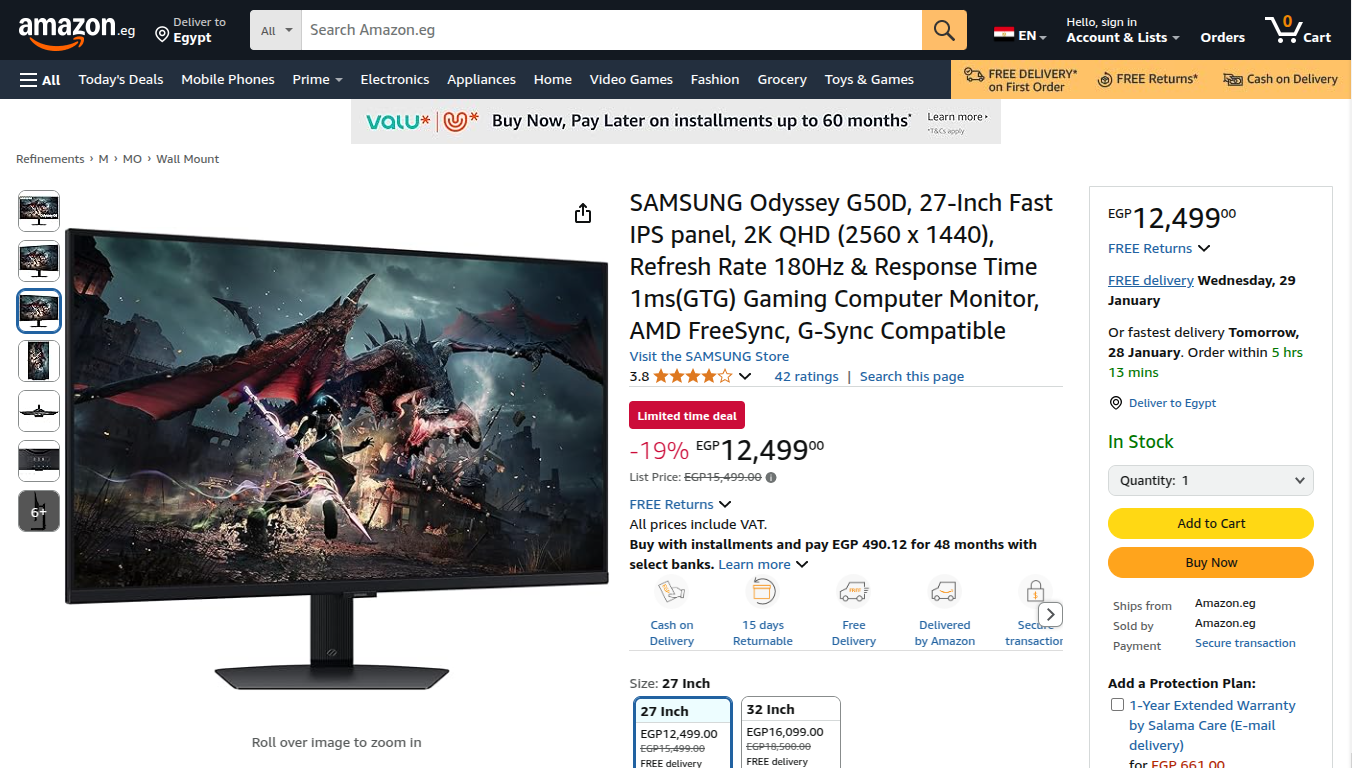 amazon.eg
Deliver to
Egypt
All
Search Amazon.eg
EN
Hello, sign in
Account & Lists
Orders
0
Cart
All
Today's Deals
Mobile Phones
Prime
Electronics
Appliances
Home
Video Games
Fashion
Grocery
Toys & Games
FREE DELIVERY*
on First Order
FREE Returns*
Cash on Delivery
valu* | U*
Buy Now, Pay Later on installments up to 60 months*
Learn more
*T&Cs apply
Refinements › M › MO › Wall Mount
6+
Roll over image to zoom in
SAMSUNG Odyssey G50D, 27-Inch Fast
IPS panel, 2K QHD (2560 x 1440),
Refresh Rate 180Hz & Response Time
1ms(GTG) Gaming Computer Monitor,
AMD FreeSync, G-Sync Compatible
Visit the SAMSUNG Store
3.8
42 ratings | Search this page
Limited time deal
-19% EGP12,499.00
List Price: EGP15,499.00
FREE Returns
All prices include VAT.
Buy with installments and pay EGP 490.12 for 48 months with
select banks. Learn more
Cash on
Delivery
15 days
Returnable
Free
Delivery
Delivered
by Amazon
Secure
transaction
Size: 27 Inch
27 Inch
EGP12,499.00
EGP15,499.00
FREE delivery
32 Inch
EGP16,099.00
EGP18,500.00
FREE delivery
EGP12,499.00
FREE Returns
FREE delivery Wednesday, 29
January
Or fastest delivery Tomorrow,
28 January. Order within 5 hrs
13 mins
Deliver to Egypt
In Stock
Quantity: 1
Add to Cart
Buy Now
Ships from Amazon.eg
Sold by Amazon.eg
Payment Secure transaction
Add a Protection Plan:
1-Year Extended Warranty
by Salama Care (E-mail
delivery)
for EGP 661.00